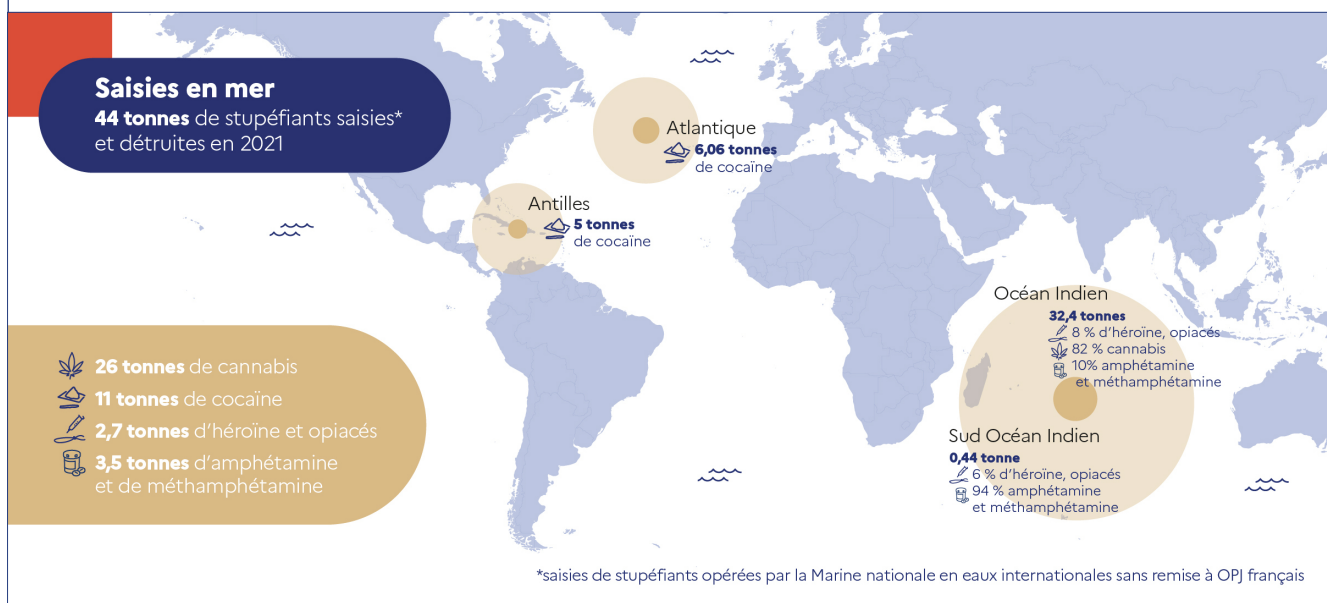 Saisies en mer
44 tonnes de stupéfiants saisies*
et détruites en 2021
Atlantique
6,06 tonnes
de cocaïne
Antilles
5 tonnes
de cocaïne
Océan Indien
32,4 tonnes
8 % d'héroïne, opiacés
82 % cannabis
10% amphétamine
et méthamphétamine
Sud Océan Indien
0,44 tonne
6 % d'héroïne, opiacés
94 % amphétamine
et méthamphétamine
26 tonnes de cannabis
11 tonnes de cocaïne
2,7 tonnes d'héroïne et opiacés
3,5 tonnes d'amphétamine
et de méthamphétamine
*saisies de stupéfiants opérées par la Marine nationale en eaux internationales sans remise à OPJ français